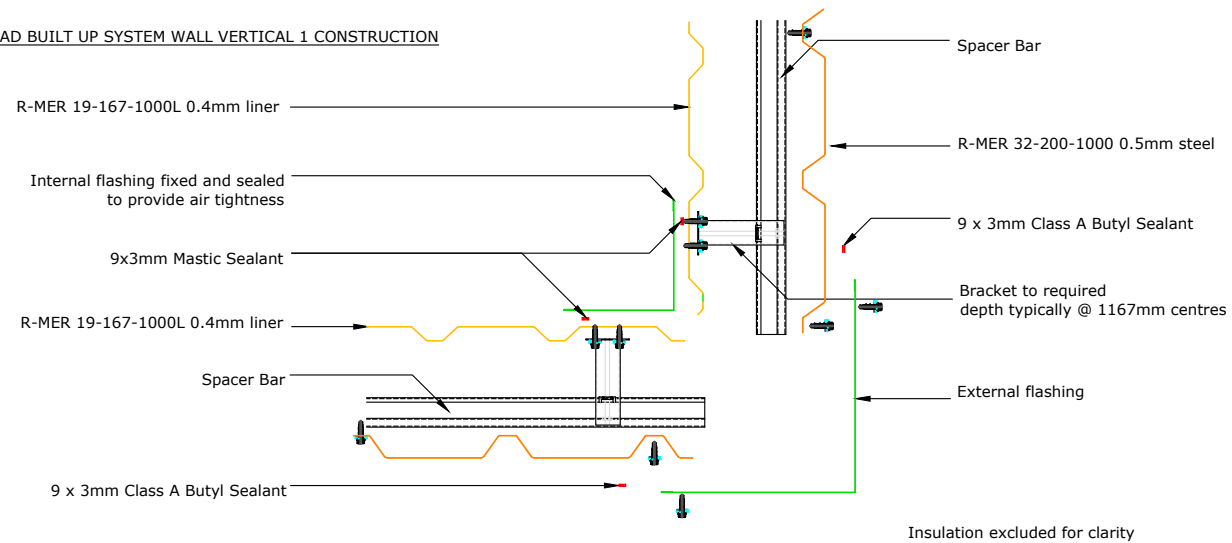 AD BUILT UP SYSTEM WALL VERTICAL 1 CONSTRUCTION
Spacer Bar
R-MER 19-167-1000L 0.4mm liner
R-MER 32-200-1000 0.5mm steel
Internal flashing fixed and sealed
to provide air tightness
9 x 3mm Class A Butyl Sealant
9x3mm Mastic Sealant
Bracket to required
depth typically @ 1167mm centres
R-MER 19-167-1000L 0.4mm liner
Spacer Bar
External flashing
9 x 3mm Class A Butyl Sealant
Insulation excluded for clarity